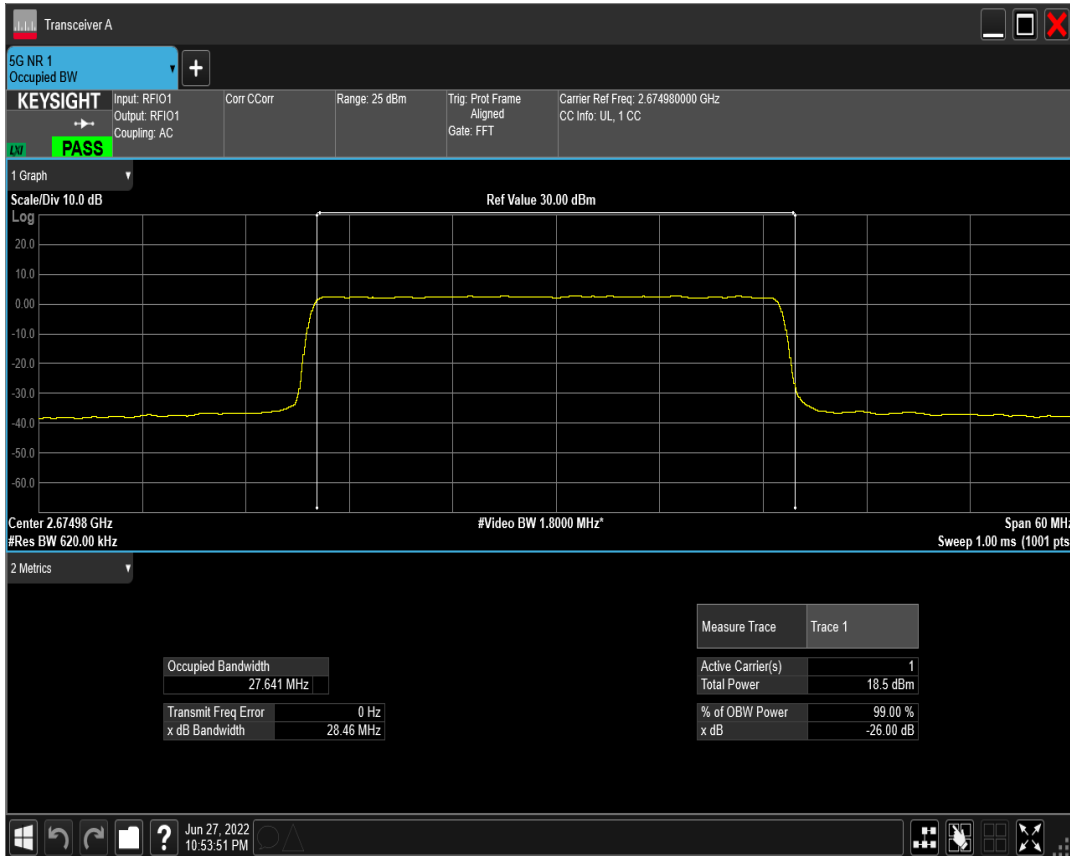 Transceiver A
5G NR 1
Occupied BW
+
KEYSIGHT
LXI
PASS
Input: RFIO1
Output: RFIO1
Coupling: AC
Corr CCorr
Range: 25 dBm
Trig: Prot Frame
Aligned
Gate: FFT
Carrier Ref Freq: 2.674980000 GHz
CC Info: UL, 1 CC
1 Graph
Scale/Div 10.0 dB
Ref Value 30.00 dBm
Log
20.0
10.0
0.00
-10.0
-20.0
-30.0
-40.0
-50.0
-60.0
Center 2.67498 GHz
#Video BW 1.8000 MHz*
Span 60 MHz
#Res BW 620.00 kHz
Sweep 1.00 ms (1001 pts
2 Metrics
Measure Trace Trace 1
Occupied Bandwidth
27.641 MHz
Active Carrier(s) 1
Total Power 18.5 dBm
Transmit Freq Error 0 Hz
x dB Bandwidth 28.46 MHz
% of OBW Power 99.00 %
x dB -26.00 dB
?
Jun 27, 2022
10:53:51 PM